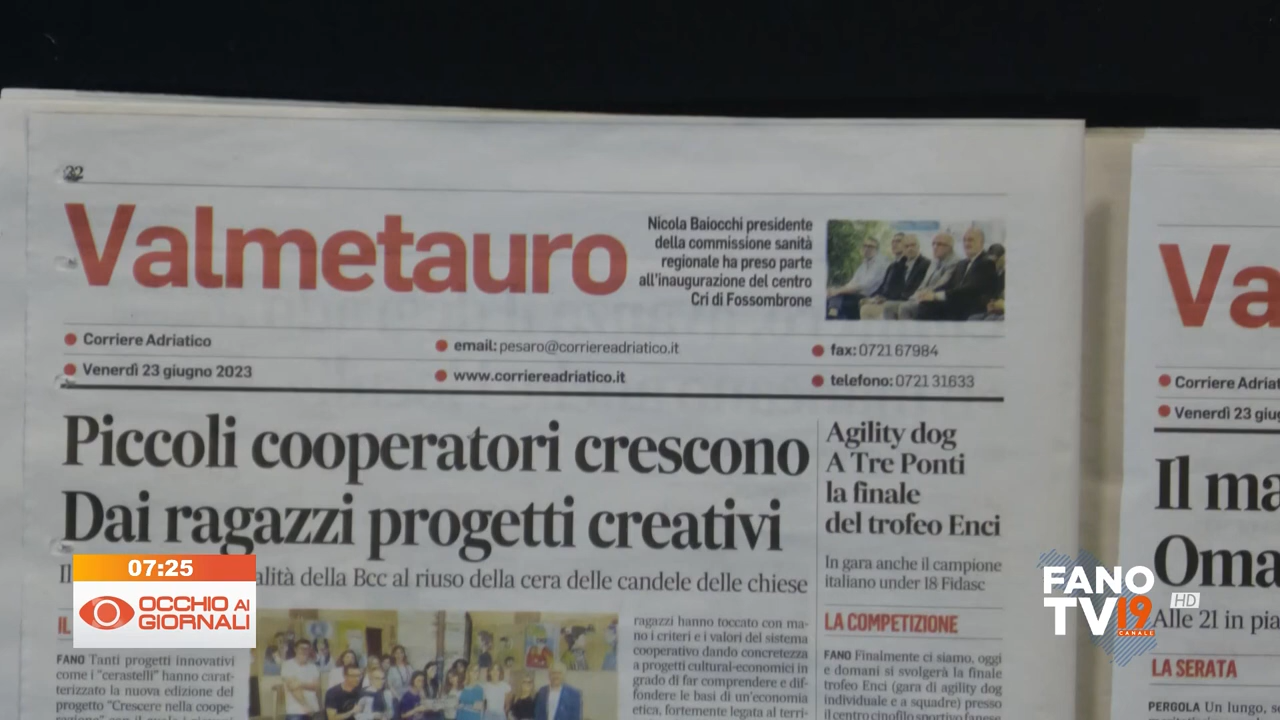 22
Valmetauro
Nicola Baiocchi presidente
della commissione sanità
regionale ha preso parte
all'inaugurazione del centro
Cri di Fossombrone
Corriere Adriatico
email: pesaro@corriereadriatico.it
fax: 0721 67984
Venerdì 23 giugno 2023
www.corriereadriatico.it
telefono: 0721 31633
Piccoli cooperatori crescono
Dai ragazzi progetti creativi
alità della Bcc al riuso della cera delle candele delle chiese
FANO Tanti progetti innovativi
come i "cerastelli" hanno carat-
terizzato la nuova edizione del
progetto "Crescere nella coope-
ragazzi hanno toccato con ma-
no i criteri e i valori del sistema
cooperativo dando concretezza
a progetti cultural-economici in
grado di far comprendere e dif-
fondere le basi di un'economia
etica, fortemente legata al terri-
Agility dog
A Tre Ponti
la finale
del trofeo Enci
In gara anche il campione
italiano under 18 Fidasc
LA COMPETIZIONE
FANO Finalmente ci siamo, oggi
e domani si svolgerà la finale
trofeo Enci (gara di agility dog
individuale e a squadre) presso
il centro cinofilo sportivo fanese
Va
Corriere Adriat
Venerdì 23 giug
Il ma
Oma
Alle 21 in pia
LA SERATA
PERGOLA Un lungo, s
07:25
OCCHIO AI
GIORNALI
FANO
TV19 HD
CANALE